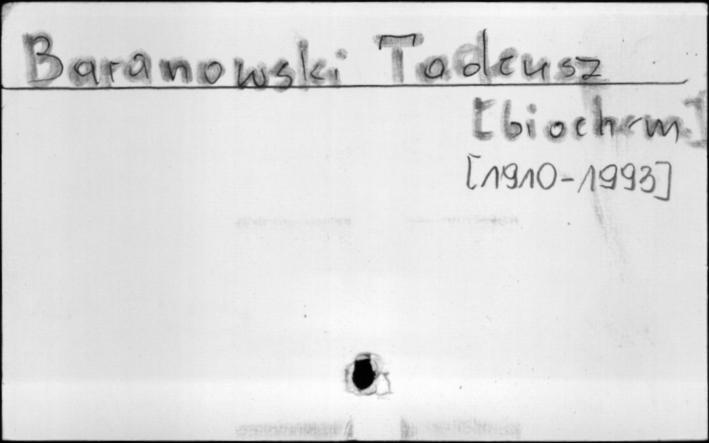 Baranowski Tadeusz
[biochem]
[1910-1993]